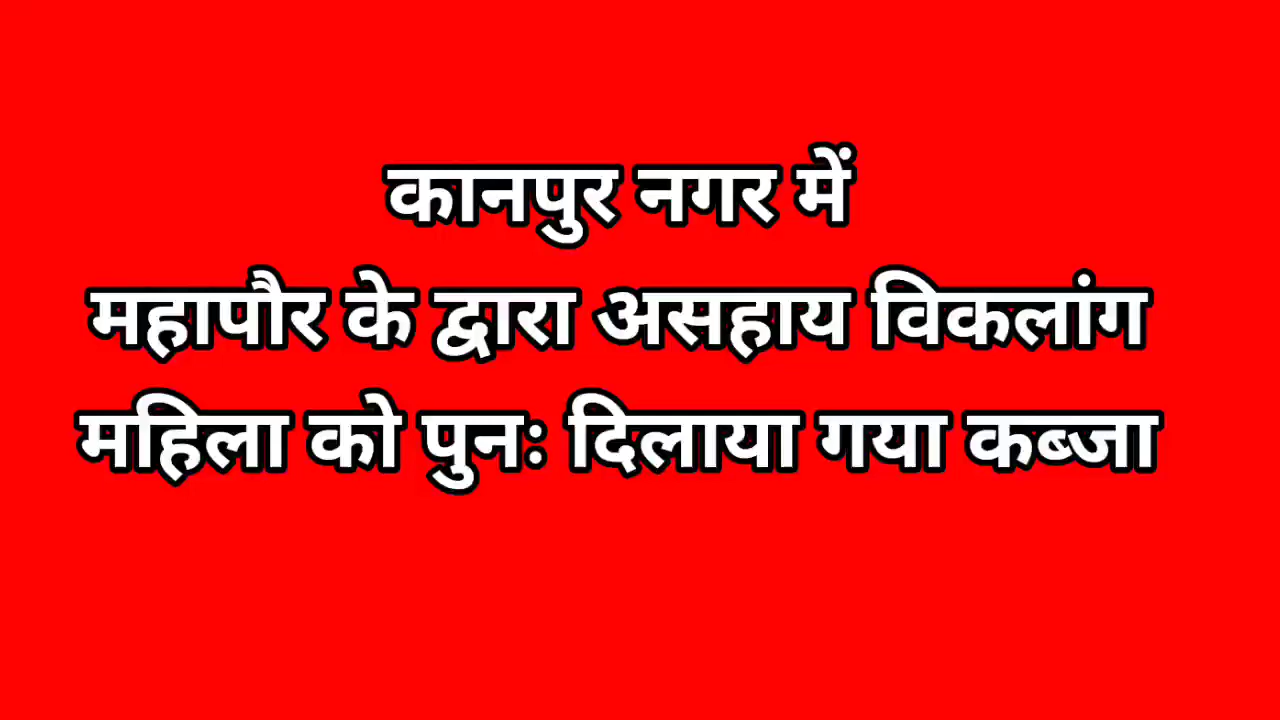 कानपुर नगर में
महापौर के द्वारा असहाय विकलांग
महिला को पुनः दिलाया गया कब्जा